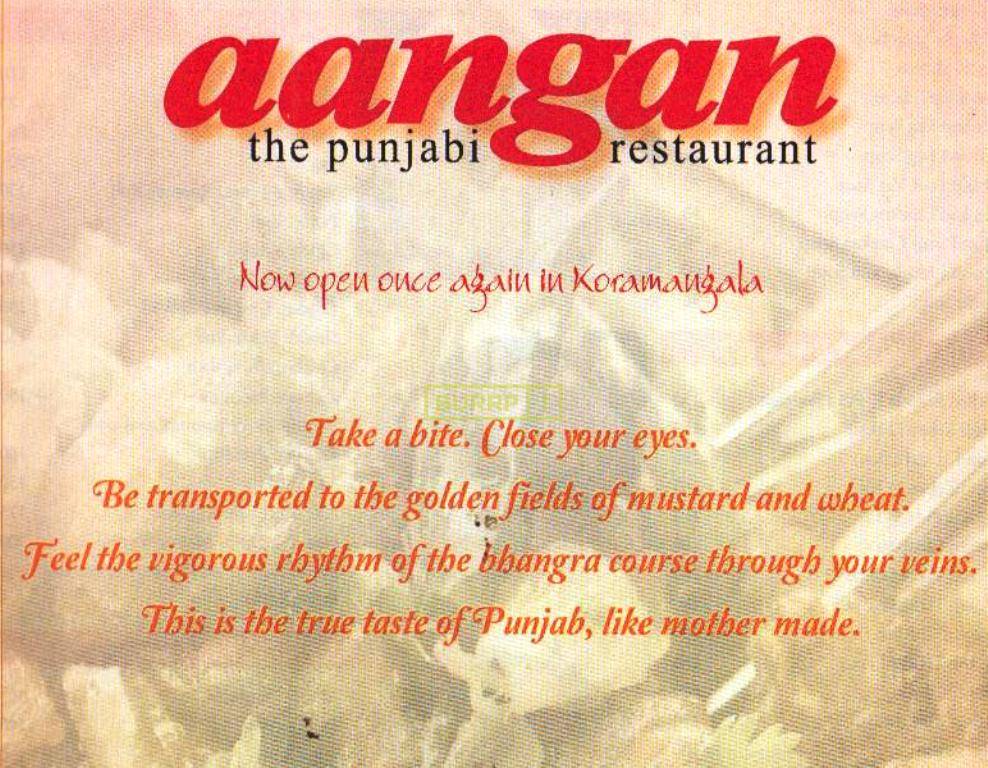 aangan
the punjabi restaurant
Now open once again in Koramangala
BURRP!
Take a bite. Close your eyes.
Be transported to the golden fields of mustard and wheat.
Feel the vigorous rhythm of the bhangra course through your veins.
This is the true taste of Punjab, like mother made.